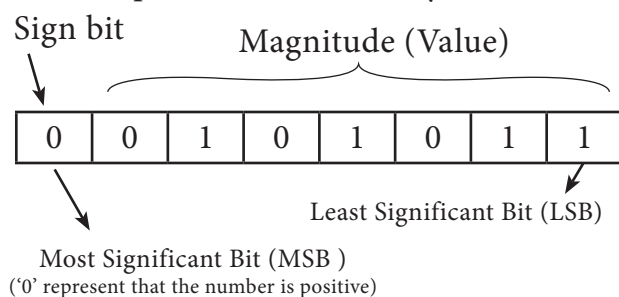 Sign bit
Magnitude (Value)
0 0 1 0 1 0 1 1
Least Significant Bit (LSB)
Most Significant Bit (MSB )
(‘0’ represent that the number is positive)